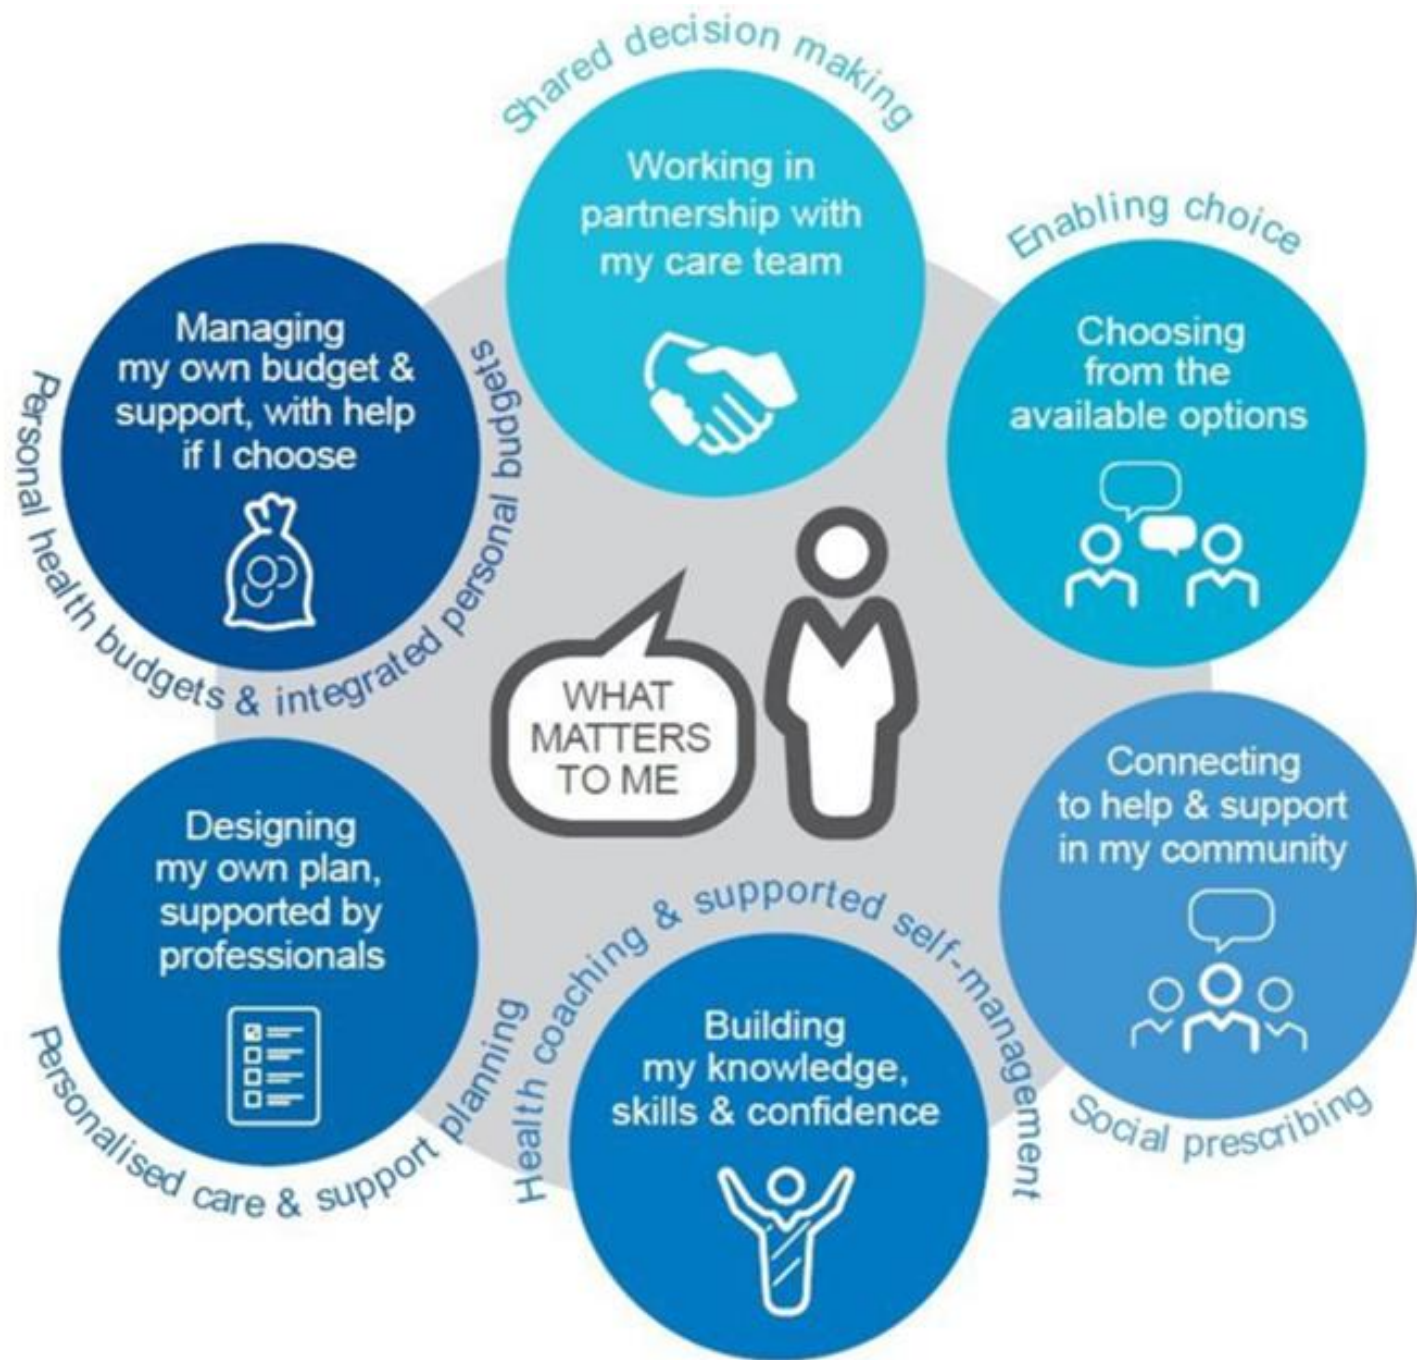 Shared decision making
Working in
partnership with
my care team
Enabling choice
Choosing
from the
available options
Connecting
to help & support
in my community
Social prescribing
Health coaching & supported self-management
Building
my knowledge,
skills & confidence
Designing
my own plan,
supported by
professionals
Personalised care & support planning
Managing
my own budget &
support, with help
if I choose
Personal health budgets & integrated personal budgets
WHAT
MATTERS
TO ME